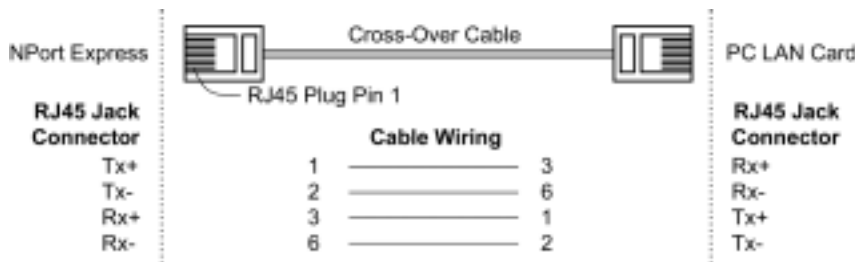 Cross-Over Cable
NPort Express
PC LAN Card
RJ45 Plug Pin 1
RJ45 Jack
Connector
RJ45 Jack
Connector
Cable Wiring
Tx+ 1 3 Rx+
Tx- 2 6 Rx-
Rx+ 3 1 Tx+
Rx- 6 2 Tx-